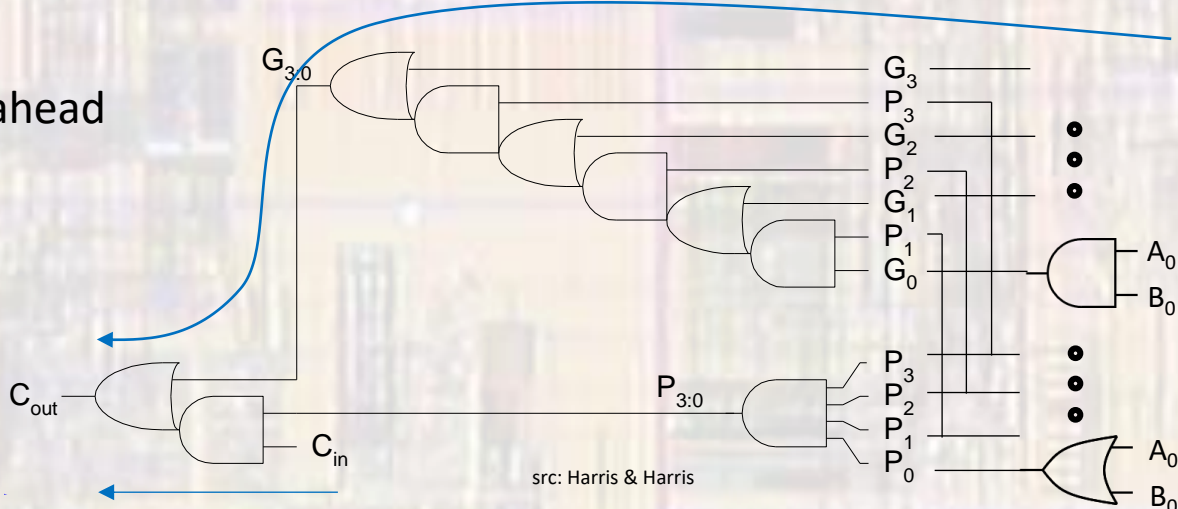 ahead
G3:0
G3
P3
G2
P2
G1
P1
G0
A0
B0
P3:0
P3
P2
P1
P0
A0
B0
Cout
Cin
src: Harris & Harris